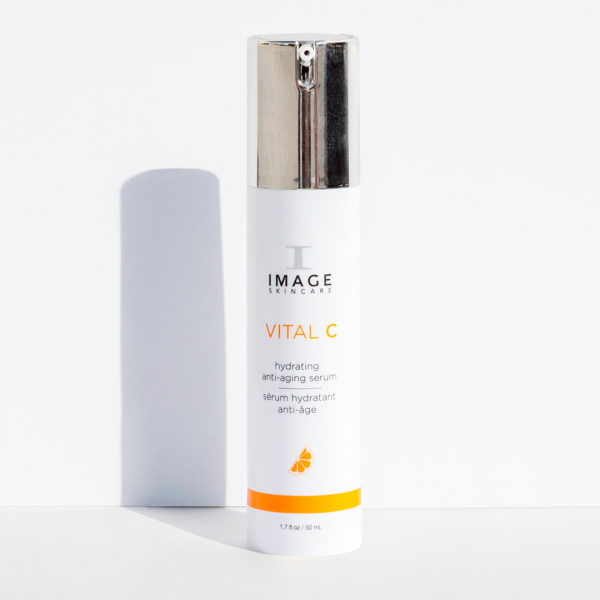 I
IMAGE
SKINCARE
VITAL C
hydrating
anti-aging serum
sérum hydratant
anti-âge
1.7 fl oz / 50 mL